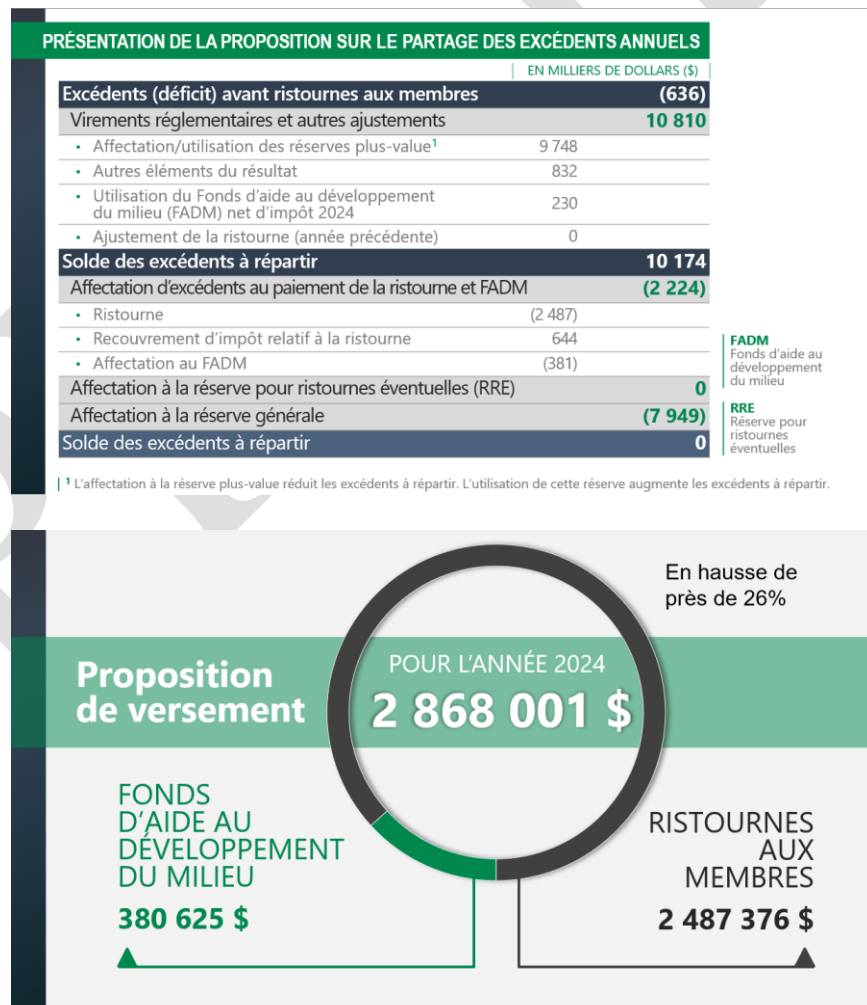 PRÉSENTATION DE LA PROPOSITION SUR LE PARTAGE DES EXCÉDENTS ANNUELS
EN MILLIERS DE DOLLARS ($)
Excédents (déficit) avant ristournes aux membres (636)
Virements réglementaires et autres ajustements 10 810
• Affectation/utilisation des réserves plus-value¹ 9 748
• Autres éléments du résultat 832
• Utilisation du Fonds d'aide au développement
du milieu (FADM) net d'impôt 2024 230
• Ajustement de la ristourne (année précédente) 0
Solde des excédents à répartir 10 174
Affectation d'excédents au paiement de la ristourne et FADM (2 224)
• Ristourne (2 487)
• Recouvrement d'impôt relatif à la ristourne 644
• Affectation au FADM (381)
Affectation à la réserve pour ristournes éventuelles (RRE) 0
Affectation à la réserve générale (7 949)
Solde des excédents à répartir 0
FADM
Fonds d'aide au
développement
du milieu
RRE
Réserve pour
ristournes
éventuelles
¹ L'affectation à la réserve plus-value réduit les excédents à répartir. L'utilisation de cette réserve augmente les excédents à répartir.
En hausse de
près de 26%
Proposition
de versement
POUR L'ANNÉE 2024
2 868 001 $
FONDS
D'AIDE AU
DÉVELOPPEMENT
DU MILIEU
380 625 $
RISTOURNES
AUX
MEMBRES
2 487 376 $